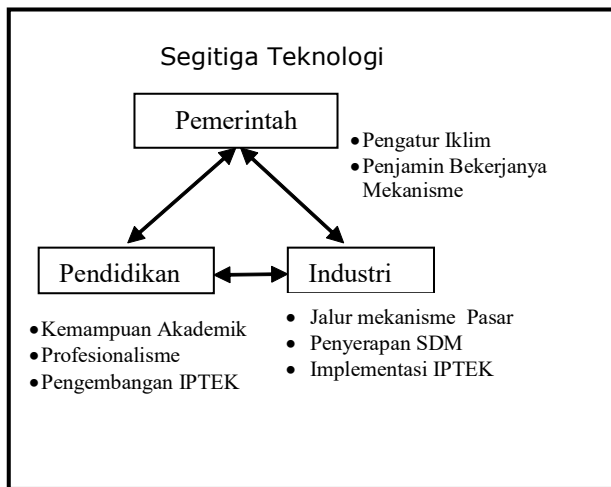 Segitiga Teknologi
Pemerintah
•Pengatur Iklim
•Penjamin Bekerjanya
Mekanisme
Pendidikan
Industri
•Kemampuan Akademik
•Profesionalisme
•Pengembangan IPTEK
• Jalur mekanisme Pasar
• Penyerapan SDM
• Implementasi IPTEK